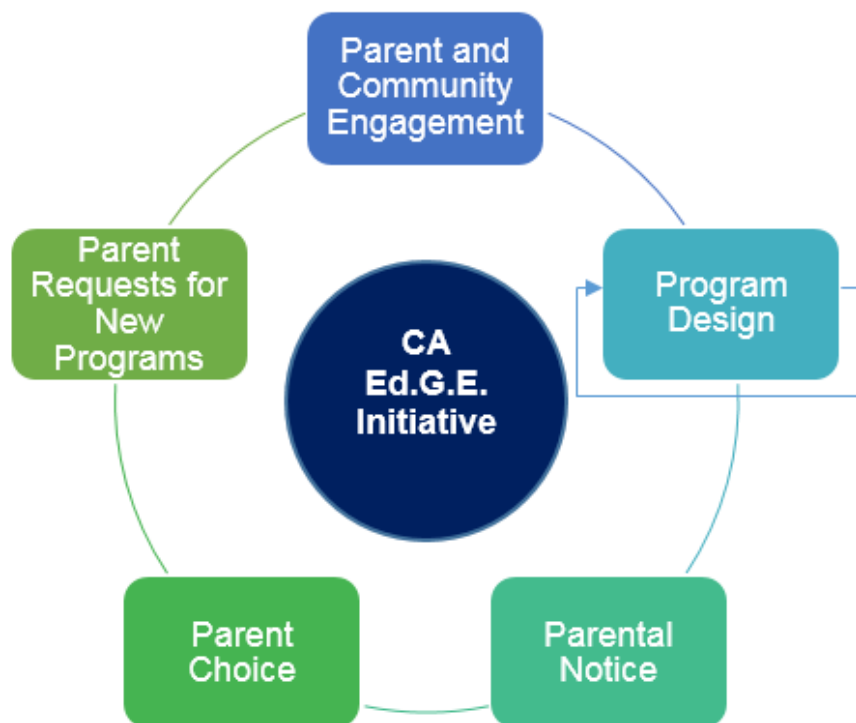 Parent and
Community
Engagement
Program
Design
Parental
Notice
Parent
Choice
Parent
Requests for
New
Programs
CA
Ed.G.E.
Initiative